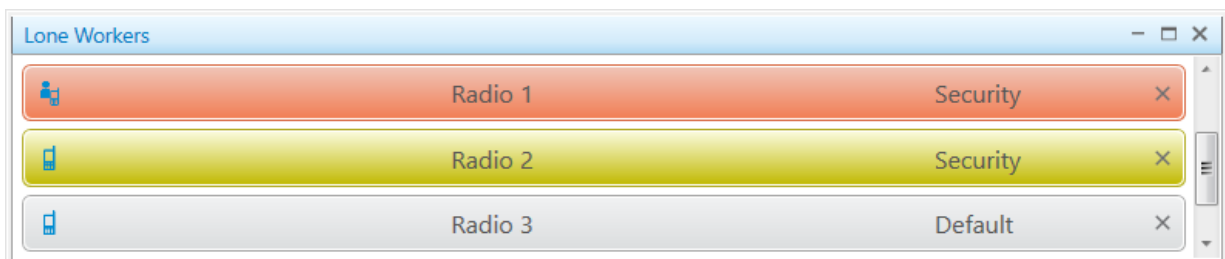 Lone Workers
Radio 1 Security
Radio 2 Security
Radio 3 Default